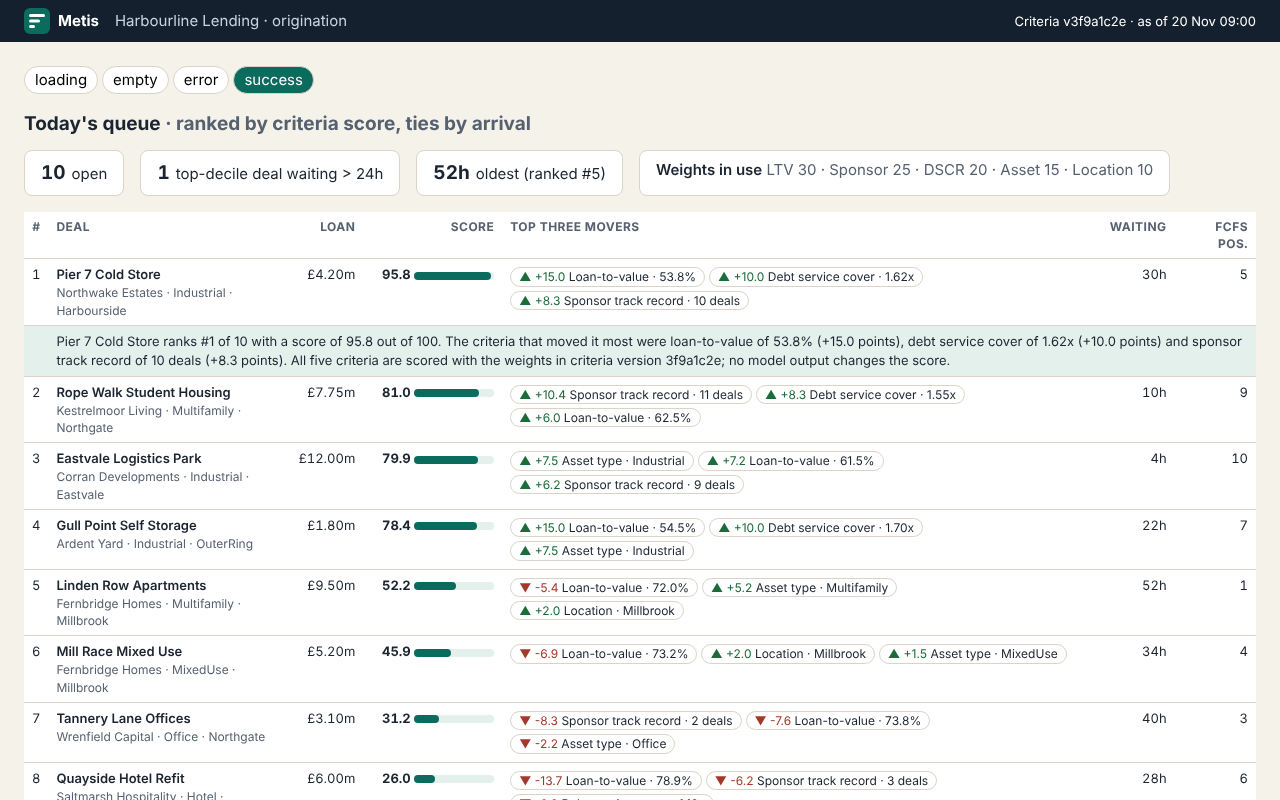 Metis Harbourline Lending · origination Criteria v3f9a1c2e · as of 20 Nov 09:00
loading empty error success
Today's queue · ranked by criteria score, ties by arrival
10 open 1 top-decile deal waiting > 24h 52h oldest (ranked #5) Weights in use LTV 30 · Sponsor 25 · DSCR 20 · Asset 15 · Location 10
# DEAL LOAN SCORE TOP THREE MOVERS WAITING FCFS
POS.
1 Pier 7 Cold Store £4.20m 95.8 ▲ +15.0 Loan-to-value · 53.8% ▲ +10.0 Debt service cover · 1.62x 30h 5
Northwake Estates · Industrial ·
Harbourside
▲ +8.3 Sponsor track record · 10 deals
Pier 7 Cold Store ranks #1 of 10 with a score of 95.8 out of 100. The criteria that moved it most were loan-to-value of 53.8% (+15.0 points), debt service cover of 1.62x (+10.0 points) and sponsor
track record of 10 deals (+8.3 points). All five criteria are scored with the weights in criteria version 3f9a1c2e; no model output changes the score.
2 Rope Walk Student Housing £7.75m 81.0 ▲ +10.4 Sponsor track record · 11 deals ▲ +8.3 Debt service cover · 1.55x 10h 9
Kestrelmoor Living · Multifamily ·
Northgate
▲ +6.0 Loan-to-value · 62.5%
3 Eastvale Logistics Park £12.00m 79.9 ▲ +7.5 Asset type · Industrial ▲ +7.2 Loan-to-value · 61.5% 4h 10
Corran Developments · Industrial ·
Eastvale
▲ +6.2 Sponsor track record · 9 deals
4 Gull Point Self Storage £1.80m 78.4 ▲ +15.0 Loan-to-value · 54.5% ▲ +10.0 Debt service cover · 1.70x 22h 7
Ardent Yard · Industrial · OuterRing
▲ +7.5 Asset type · Industrial
5 Linden Row Apartments £9.50m 52.2 ▼ -5.4 Loan-to-value · 72.0% ▲ +5.2 Asset type · Multifamily 52h 1
Fernbridge Homes · Multifamily ·
Millbrook
▲ +2.0 Location · Millbrook
6 Mill Race Mixed Use £5.20m 45.9 ▼ -6.9 Loan-to-value · 73.2% ▲ +2.0 Location · Millbrook ▲ +1.5 Asset type · MixedUse 34h 4
Fernbridge Homes · MixedUse ·
Millbrook
7 Tannery Lane Offices £3.10m 31.2 ▼ -8.3 Sponsor track record · 2 deals ▼ -7.6 Loan-to-value · 73.8% 40h 3
Wrenfield Capital · Office · Northgate
▼ -2.2 Asset type · Office
8 Quayside Hotel Refit £6.00m 26.0 ▼ -13.7 Loan-to-value · 78.9% ▼ -6.2 Sponsor track record · 3 deals 28h 6
Saltmarsh Hospitality · Hotel ·